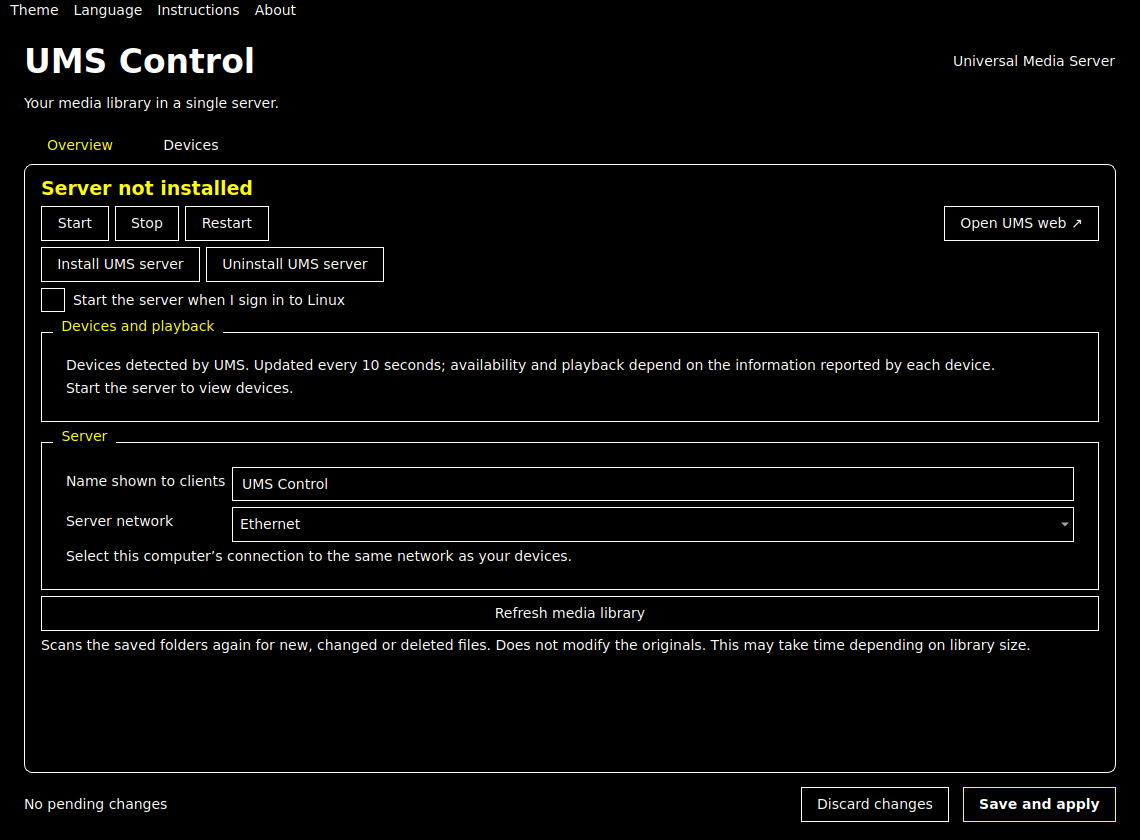 Theme Language Instructions About
UMS Control
Universal Media Server
Your media library in a single server.
Overview Devices
Server not installed
Start Stop Restart Open UMS web ↗
Install UMS server Uninstall UMS server
Start the server when I sign in to Linux
Devices and playback
Devices detected by UMS. Updated every 10 seconds; availability and playback depend on the information reported by each device.
Start the server to view devices.
Server
Name shown to clients UMS Control
Server network Ethernet
Select this computer’s connection to the same network as your devices.
Refresh media library
Scans the saved folders again for new, changed or deleted files. Does not modify the originals. This may take time depending on library size.
No pending changes Discard changes Save and apply